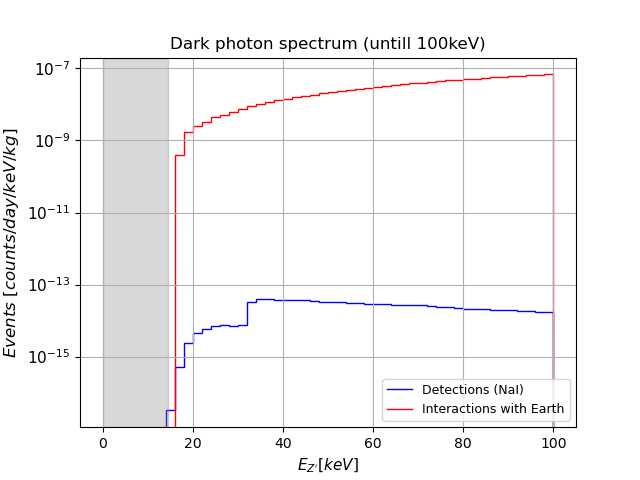 Dark photon spectrum (untill 100keV)
Events [counts/day/keV/kg]
10⁻⁷
10⁻⁹
10⁻¹¹
10⁻¹³
10⁻¹⁵
Detections (NaI)
Interactions with Earth
0 20 40 60 80 100
E_Z'[keV]